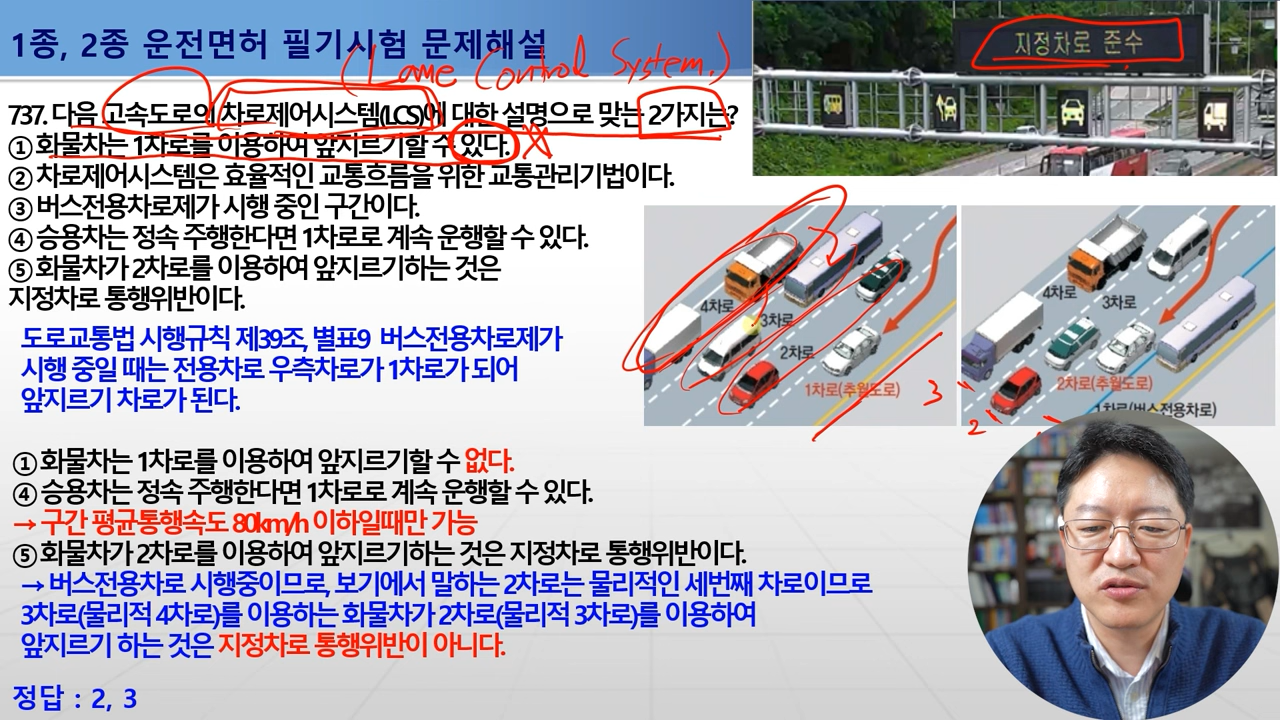 1종, 2종 운전면허 필기시험 문제해설
(Lane Control System.)
지정차로 준수
737. 다음 고속도로의 차로제어시스템(LCS)에 대한 설명으로 맞는 2가지는?
① 화물차는 1차로를 이용하여 앞지르기할 수 있다.
② 차로제어시스템은 효율적인 교통흐름을 위한 교통관리기법이다.
③ 버스전용차로제가 시행 중인 구간이다.
④ 승용차는 정속 주행한다면 1차로로 계속 운행할 수 있다.
⑤ 화물차가 2차로를 이용하여 앞지르기하는 것은
지정차로 통행위반이다.
도로교통법 시행규칙 제39조, 별표9 버스전용차로제가
시행 중일 때는 전용차로 우측차로가 1차로가 되어
앞지르기 차로가 된다.
4차로
3차로
2차로
1차로(추월도로)
4차로
3차로
2차로(추월도로)
1차로(버스전용차로)
3
2
① 화물차는 1차로를 이용하여 앞지르기할 수 없다.
④ 승용차는 정속 주행한다면 1차로로 계속 운행할 수 있다.
→ 구간 평균통행속도 80km/h 이하일때만 가능
⑤ 화물차가 2차로를 이용하여 앞지르기하는 것은 지정차로 통행위반이다.
→ 버스전용차로 시행중이므로, 보기에서 말하는 2차로는 물리적인 세번째 차로이므로
3차로(물리적 4차로)를 이용하는 화물차가 2차로(물리적 3차로)를 이용하여
앞지르기 하는 것은 지정차로 통행위반이 아니다.
정답 : 2, 3